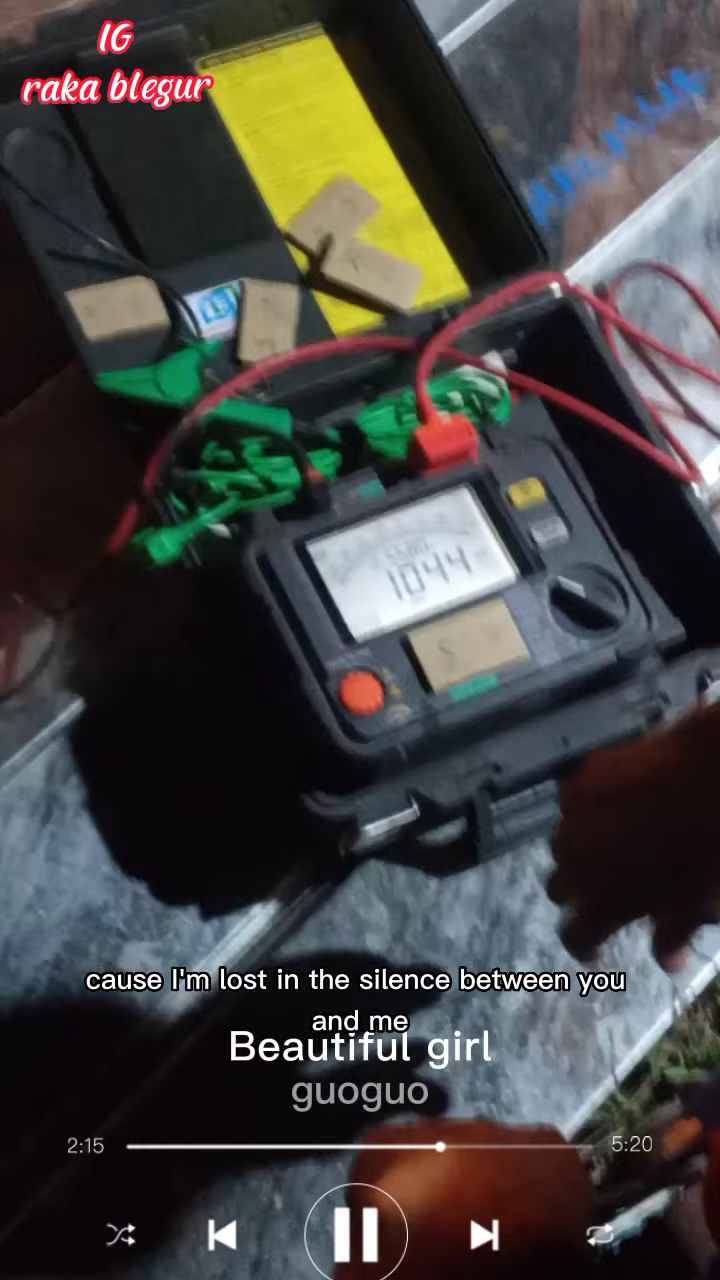 IG
raka blegur
1044
cause I'm lost in the silence between you
and me
Beautiful girl
guoguo
2:15
5:20